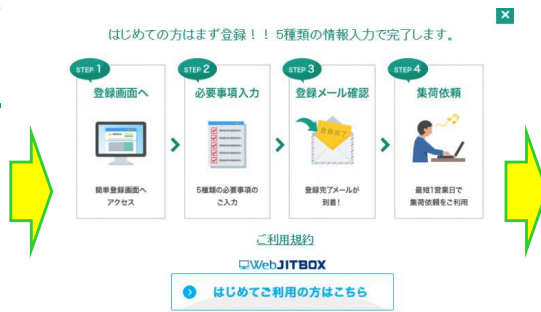 はじめての方はまず登録！！ 5種類の情報入力で完了します。
STEP 1
登録画面へ
簡単登録画面へ
アクセス
STEP 2
必要事項入力
5種類の必要事項の
ご入力
STEP 3
登録メール確認
登録完了
登録完了メールが
到着！
STEP 4
集荷依頼
最短1営業日で
集荷依頼をご利用
ご利用規約
WebJITBOX
はじめてご利用の方はこちら